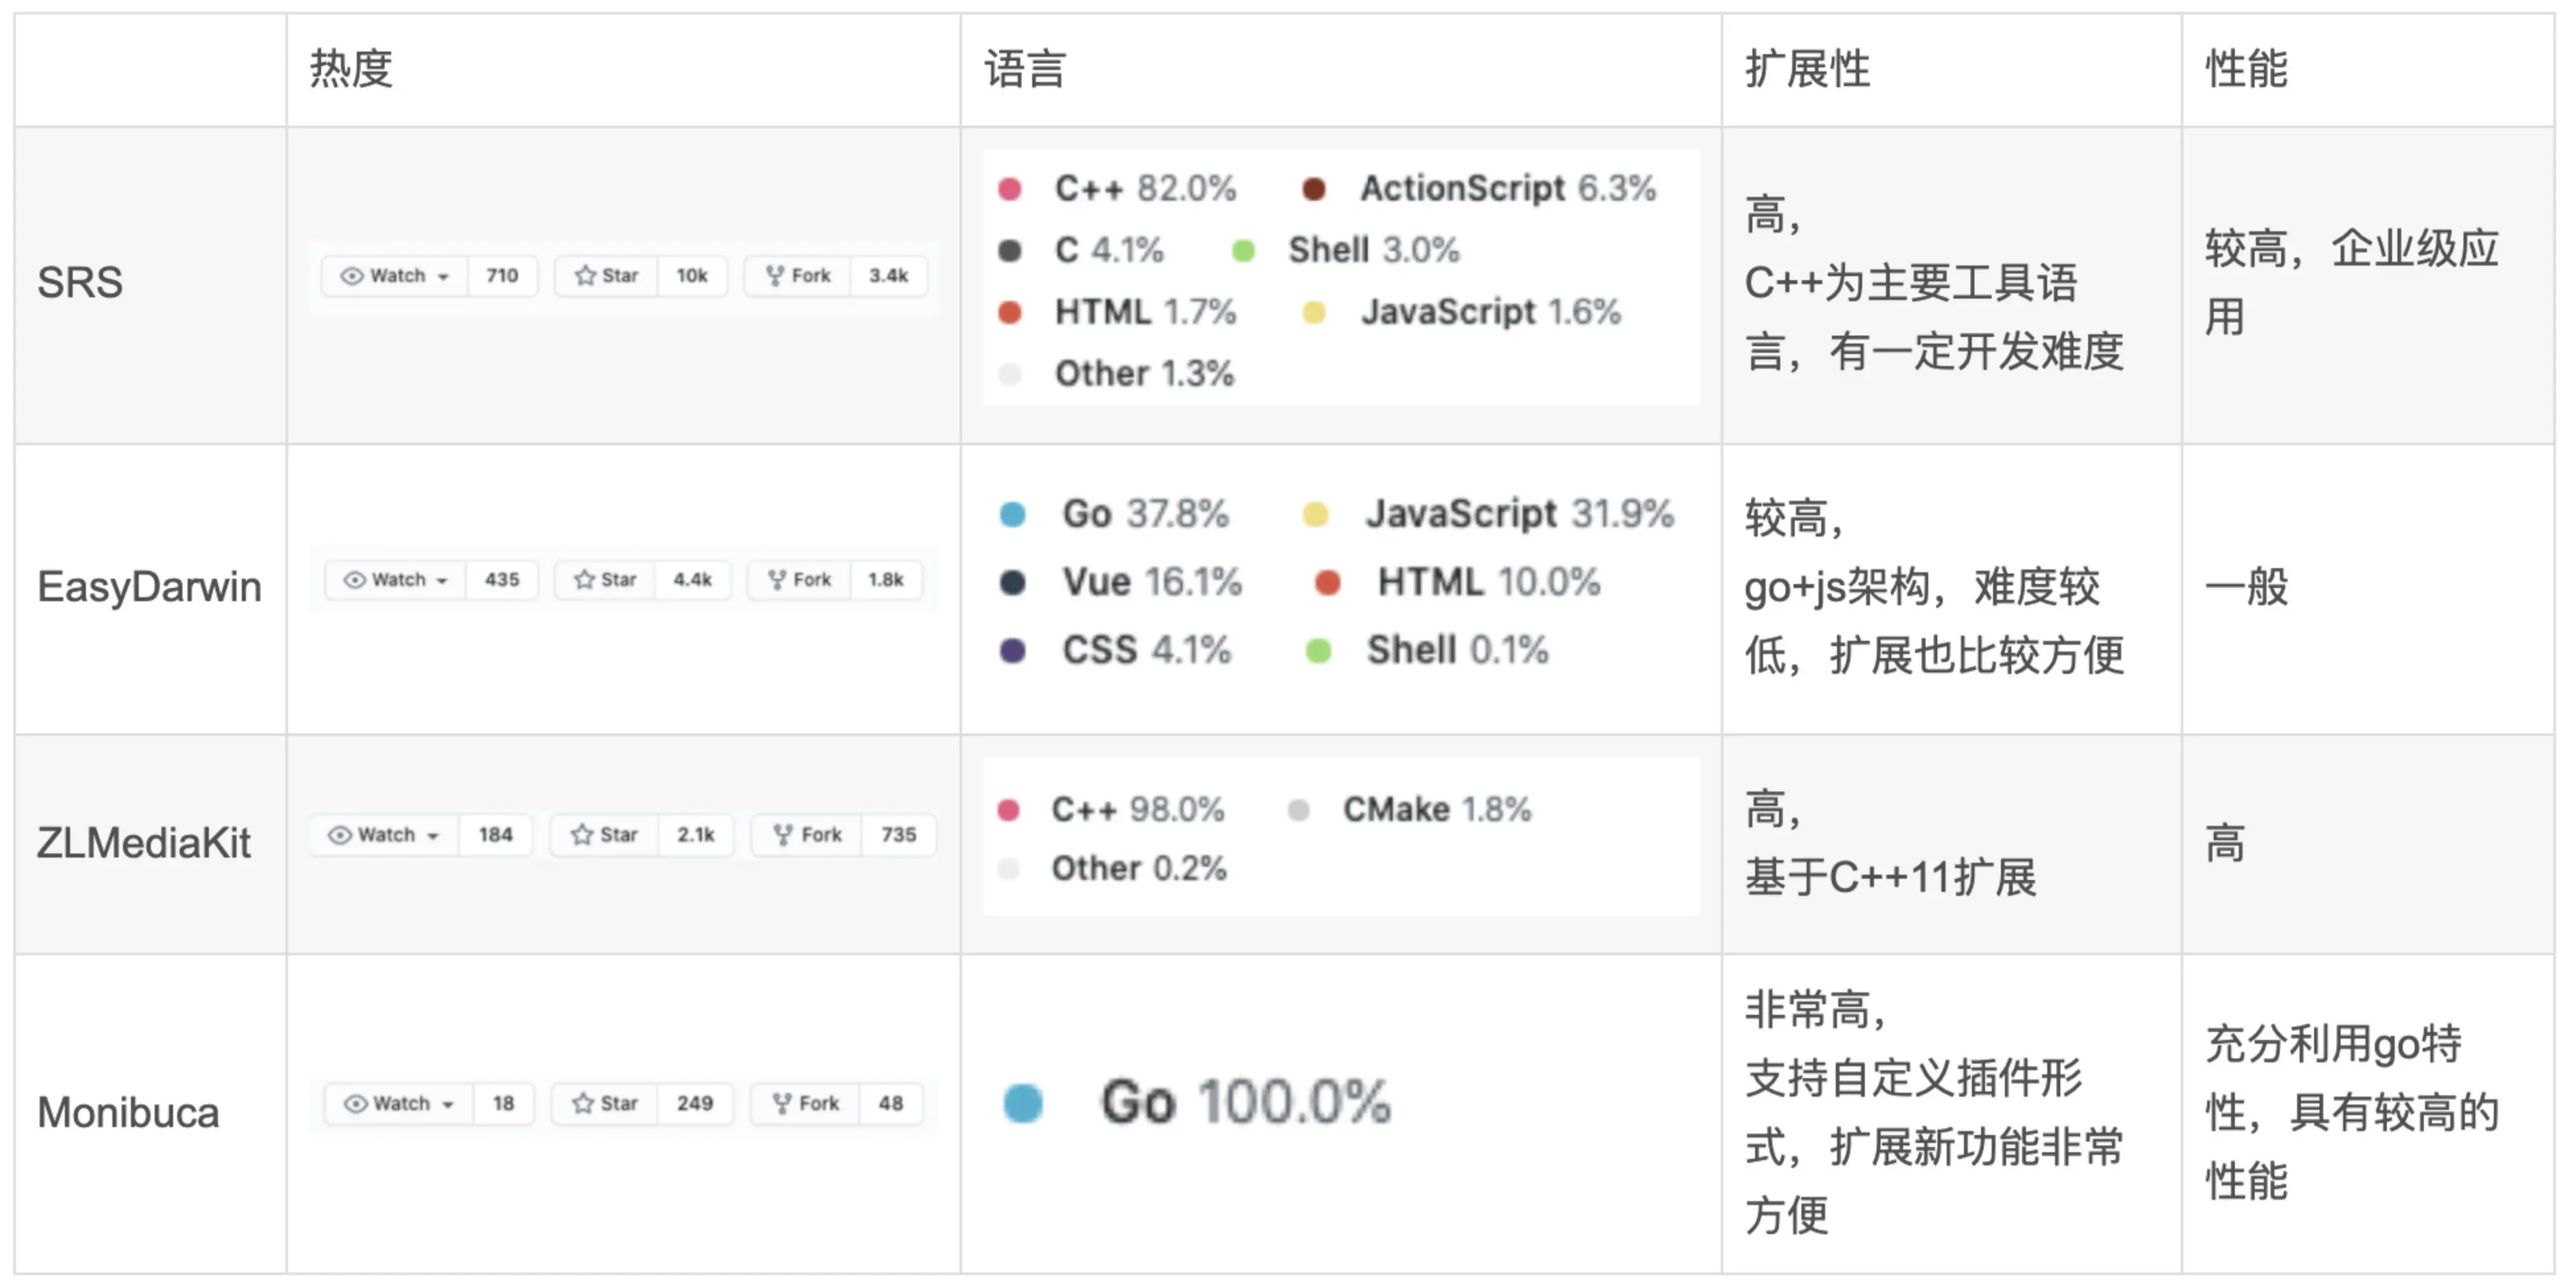 热度 语言 扩展性 性能
SRS
Watch 710 Star 10k Fork 3.4k
C++ 82.0% ActionScript 6.3%
C 4.1% Shell 3.0%
HTML 1.7% JavaScript 1.6%
Other 1.3%
高，
C++为主要工具语
言，有一定开发难度
较高，企业级应
用
EasyDarwin
Watch 435 Star 4.4k Fork 1.8k
Go 37.8% JavaScript 31.9%
Vue 16.1% HTML 10.0%
CSS 4.1% Shell 0.1%
较高，
go+js架构，难度较
低，扩展也比较方便
一般
ZLMediaKit
Watch 184 Star 2.1k Fork 735
C++ 98.0% CMake 1.8%
Other 0.2%
高，
基于C++11扩展
高
Monibuca
Watch 18 Star 249 Fork 48
Go 100.0%
非常高，
支持自定义插件形
式，扩展新功能非常
方便
充分利用go特
性，具有较高的
性能